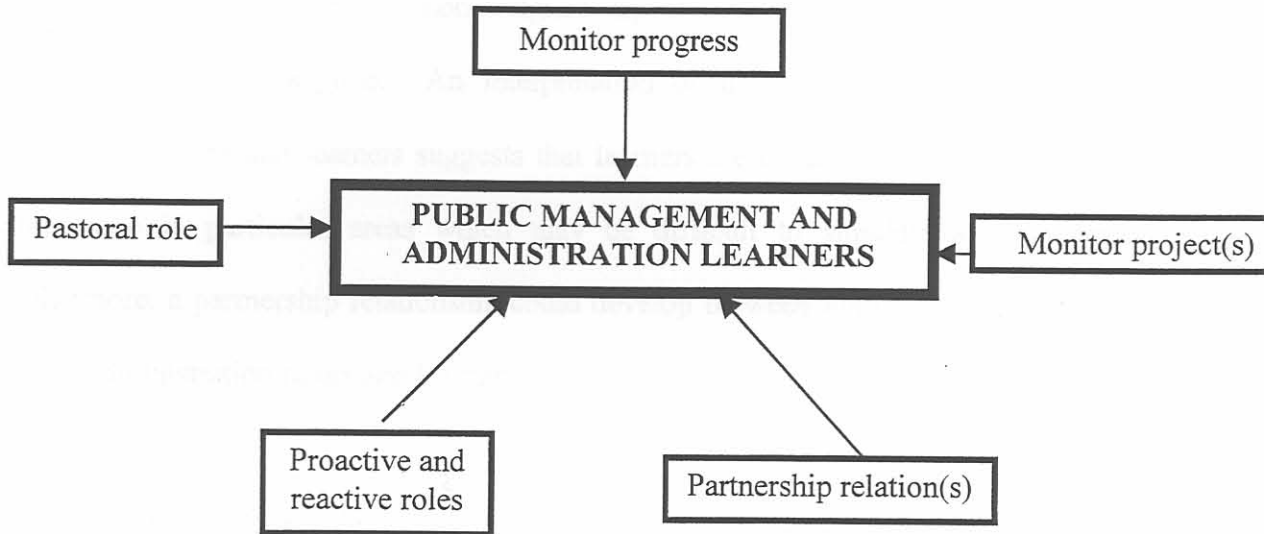 Monitor progress
Pastoral role
PUBLIC MANAGEMENT AND
ADMINISTRATION LEARNERS
Monitor project(s)
Proactive and
reactive roles
Partnership relation(s)